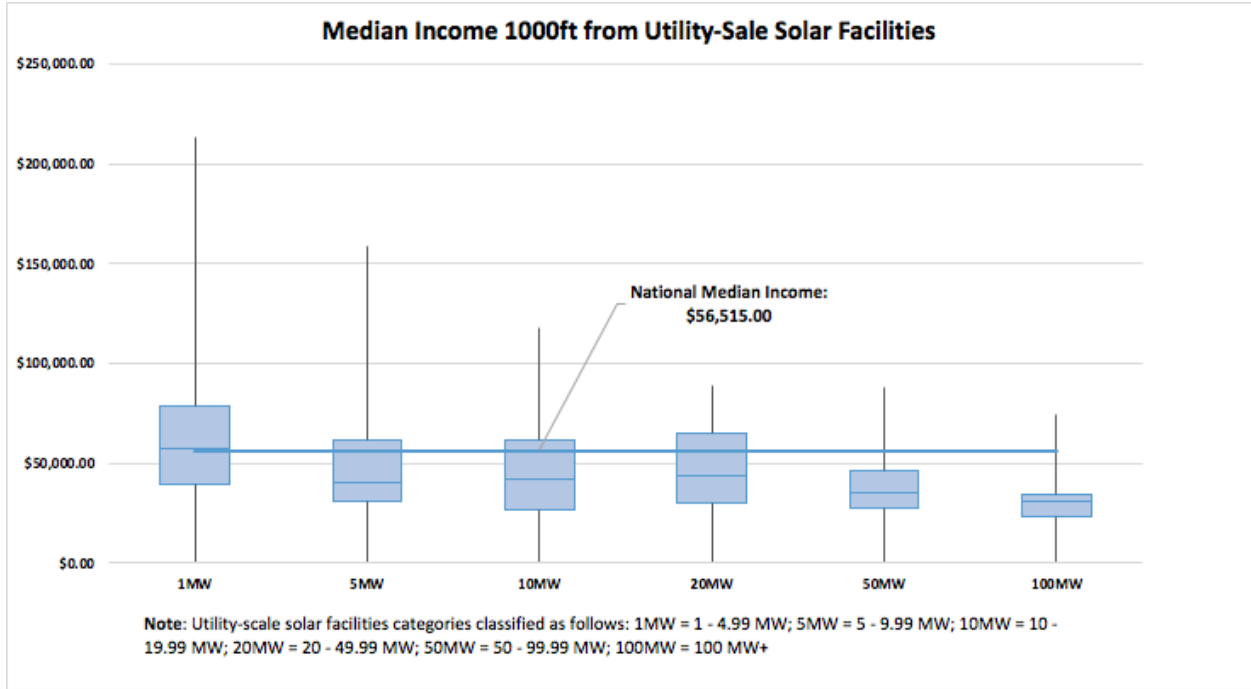 Median Income 1000ft from Utility-Sale Solar Facilities
$250,000.00
$200,000.00
$150,000.00
National Median Income:
$56,515.00
$100,000.00
$50,000.00
$0.00
1MW 5MW 10MW 20MW 50MW 100MW
Note: Utility-scale solar facilities categories classified as follows: 1MW = 1 - 4.99 MW; 5MW = 5 - 9.99 MW; 10MW = 10 -
19.99 MW; 20MW = 20 - 49.99 MW; 50MW = 50 - 99.99 MW; 100MW = 100 MW+